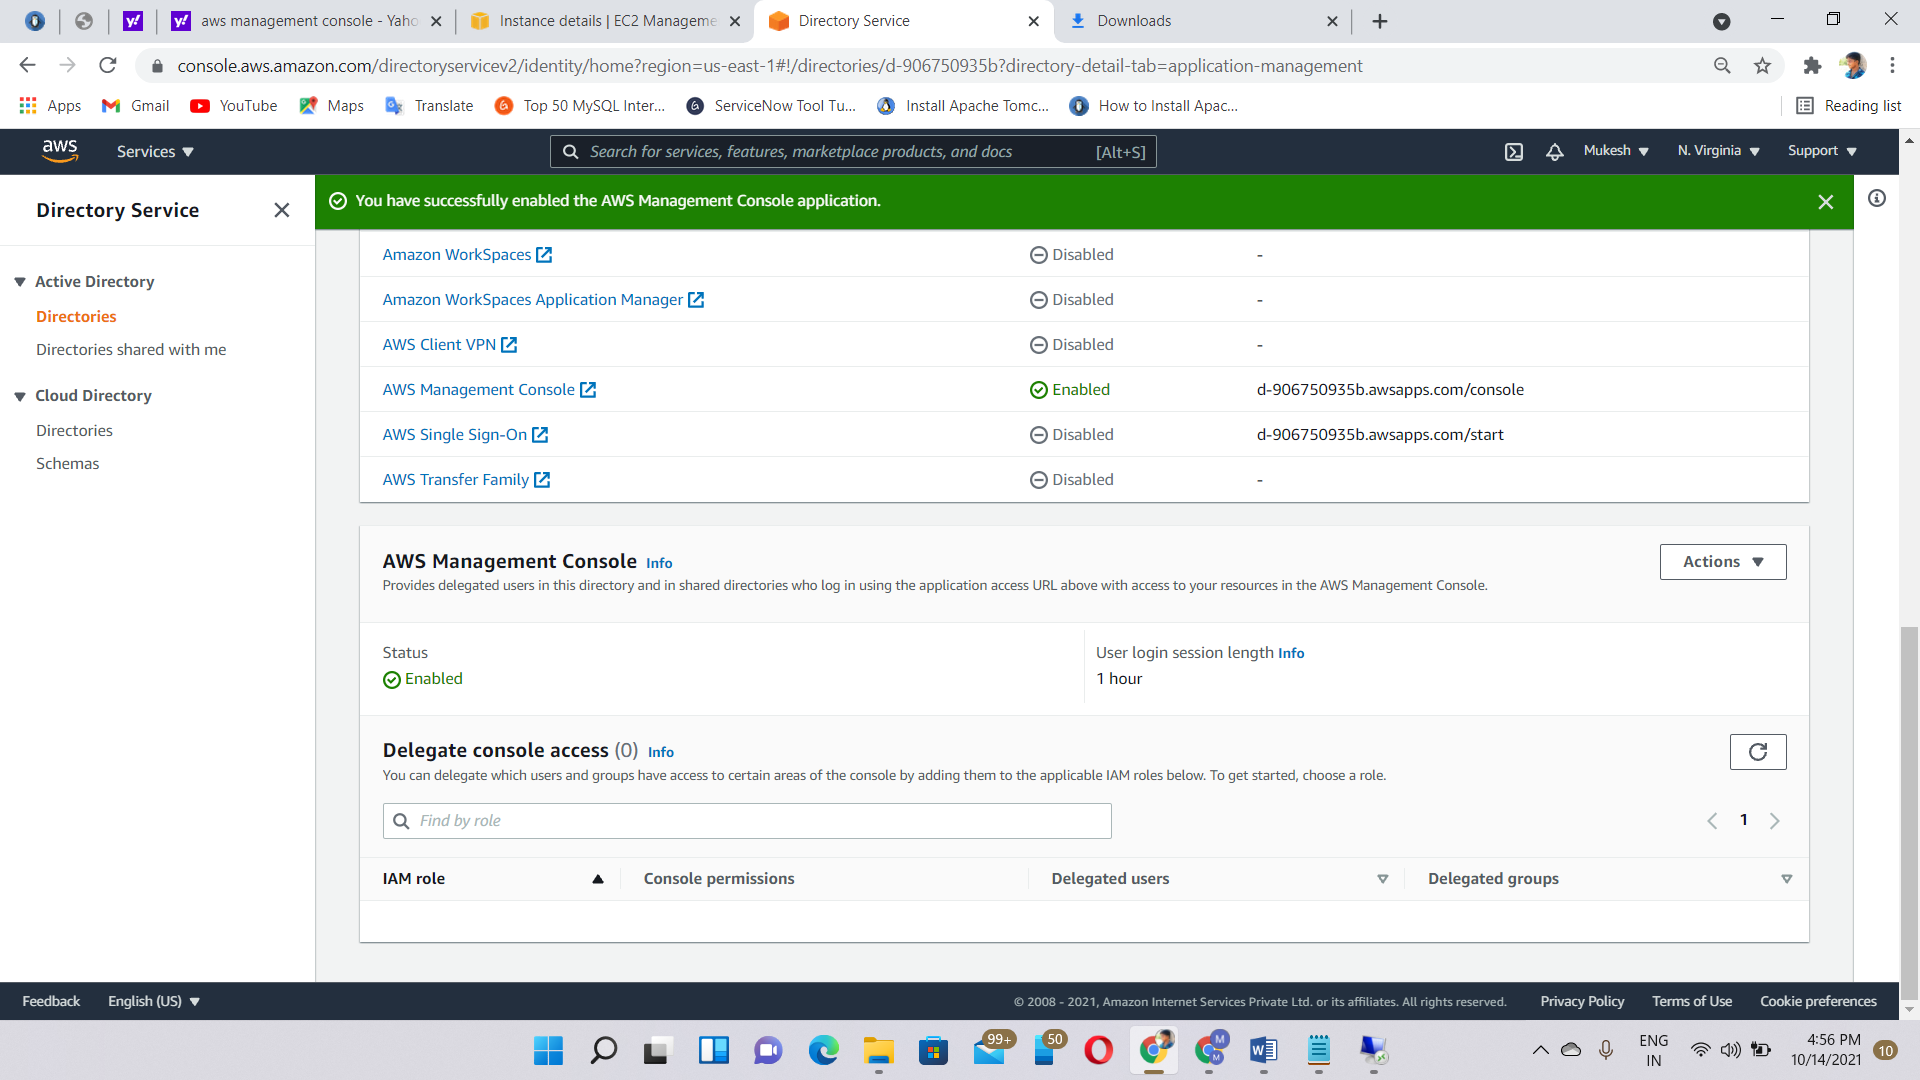 aws management console - Yaho
Instance details | EC2 Manageme
Directory Service
Downloads
console.aws.amazon.com/directoryservicev2/identity/home?region=us-east-1#!/directories/d-906750935b?directory-detail-tab=application-management
Apps
Gmail
YouTube
Maps
Translate
Top 50 MySQL Inter...
ServiceNow Tool Tu...
Install Apache Tomc...
How to Install Apac...
Reading list
aws
Services
Search for services, features, marketplace products, and docs [Alt+S]
Mukesh
N. Virginia
Support
Directory Service
You have successfully enabled the AWS Management Console application.
Active Directory
Directories
Directories shared with me
Cloud Directory
Directories
Schemas
Amazon WorkSpaces Disabled -
Amazon WorkSpaces Application Manager Disabled -
AWS Client VPN Disabled -
AWS Management Console Enabled d-906750935b.awsapps.com/console
AWS Single Sign-On Disabled d-906750935b.awsapps.com/start
AWS Transfer Family Disabled -
AWS Management Console Info
Actions
Provides delegated users in this directory and in shared directories who log in using the application access URL above with access to your resources in the AWS Management Console.
Status
Enabled
User login session length Info
1 hour
Delegate console access (0) Info
You can delegate which users and groups have access to certain areas of the console by adding them to the applicable IAM roles below. To get started, choose a role.
Find by role
1
IAM role Console permissions Delegated users Delegated groups
Feedback English (US)
© 2008 - 2021, Amazon Internet Services Private Ltd. or its affiliates. All rights reserved. Privacy Policy Terms of Use Cookie preferences
99+
50
M
M
ENG
IN
4:56 PM
10/14/2021
10